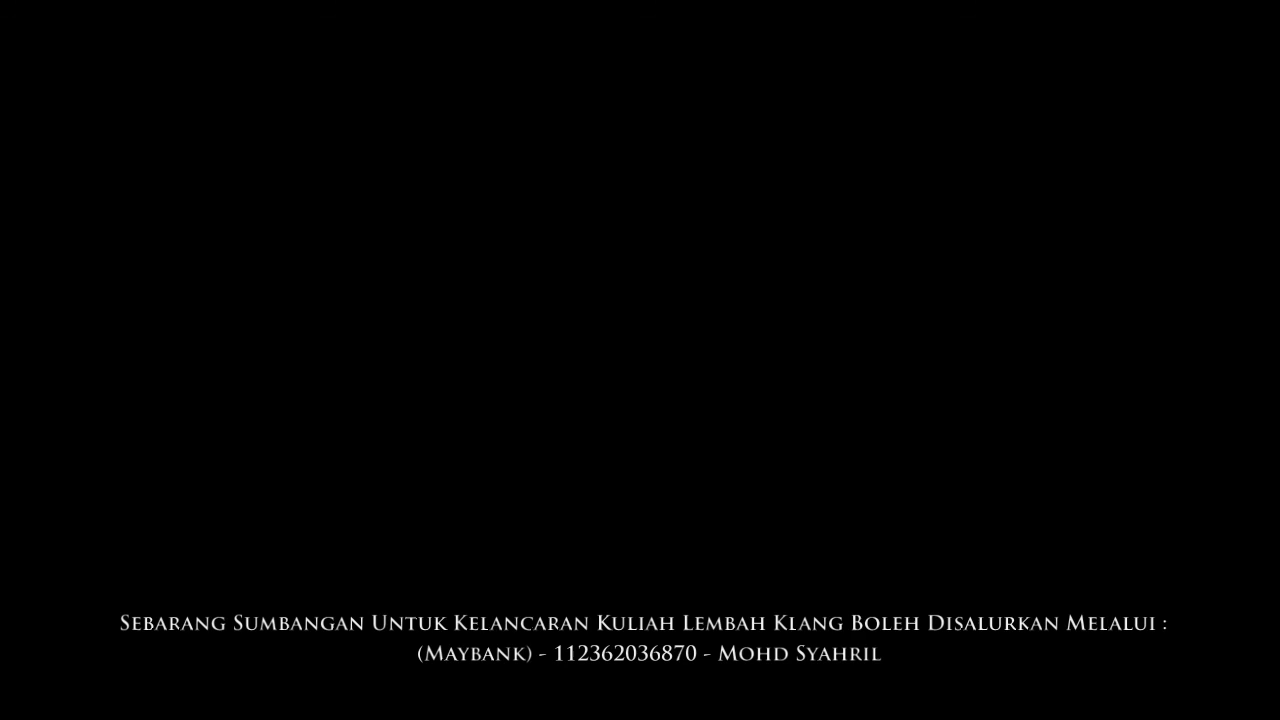 Sebarang Sumbangan Untuk Kelancaran Kuliah Lembah Klang Boleh Disalurkan Melalui :
(Maybank) - 112362036870 - Mohd Syahril